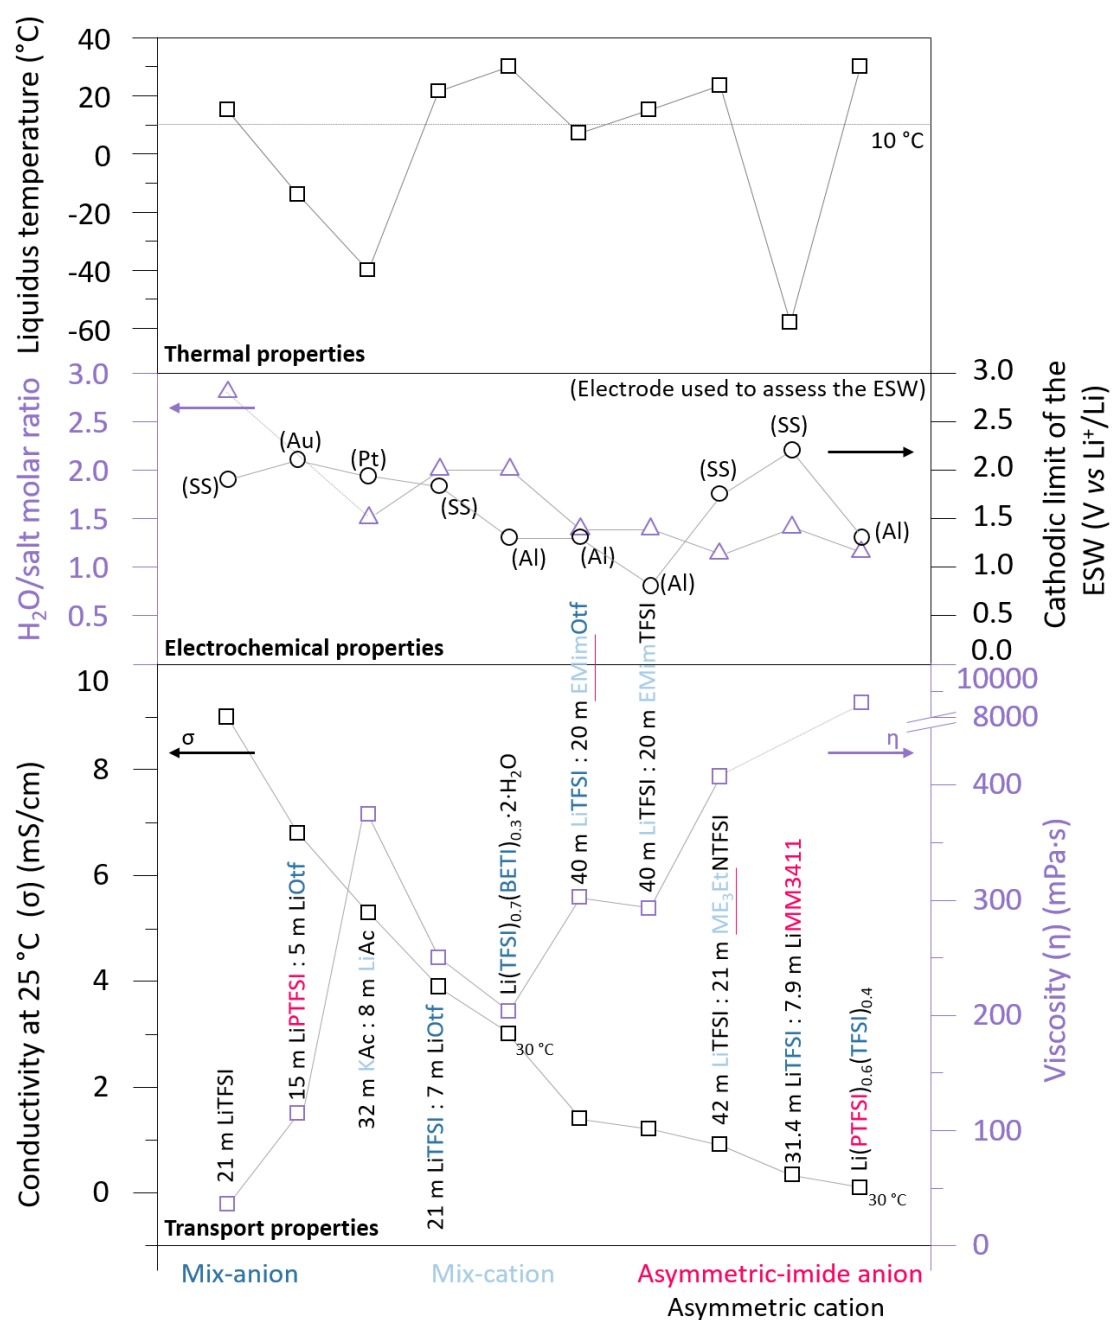 Liquidus temperature (°C)
40
20
0
-20
-40
-60
10 °C
Thermal properties
H₂O/salt molar ratio
3.0
2.5
2.0
1.5
1.0
0.5
(Electrode used to assess the ESW)
(SS)
(Au)
(Pt)
(SS)
(Al)
(Al)
(Al)
(SS)
(SS)
(Al)
3.0
2.5
2.0
1.5
1.0
0.5
0.0
Cathodic limit of the
ESW (V vs Li⁺/Li)
Electrochemical properties
Conductivity at 25 °C (σ) (mS/cm)
10
8
6
4
2
0
σ
η
21 m LiTFSI
15 m LiPTFSI : 5 m LiOtf
32 m KAc : 8 m LiAc
21 m LiTFSI : 7 m LiOtf
Li(TFSI)₀.₇(BETI)₀.₃·2·H₂O
40 m LiTFSI : 20 m EMimOtf
40 m LiTFSI : 20 m EMimTFSI
42 m LiTFSI : 21 m ME₃EtNTFSI
31.4 m LiTFSI : 7.9 m LiMM3411
Li(PTFSI)₀.₆(TFSI)₀.₄
30 °C
30 °C
10000
8000
400
300
200
100
0
Viscosity (η) (mPa·s)
Transport properties
Mix-anion
Mix-cation
Asymmetric-imide anion
Asymmetric cation